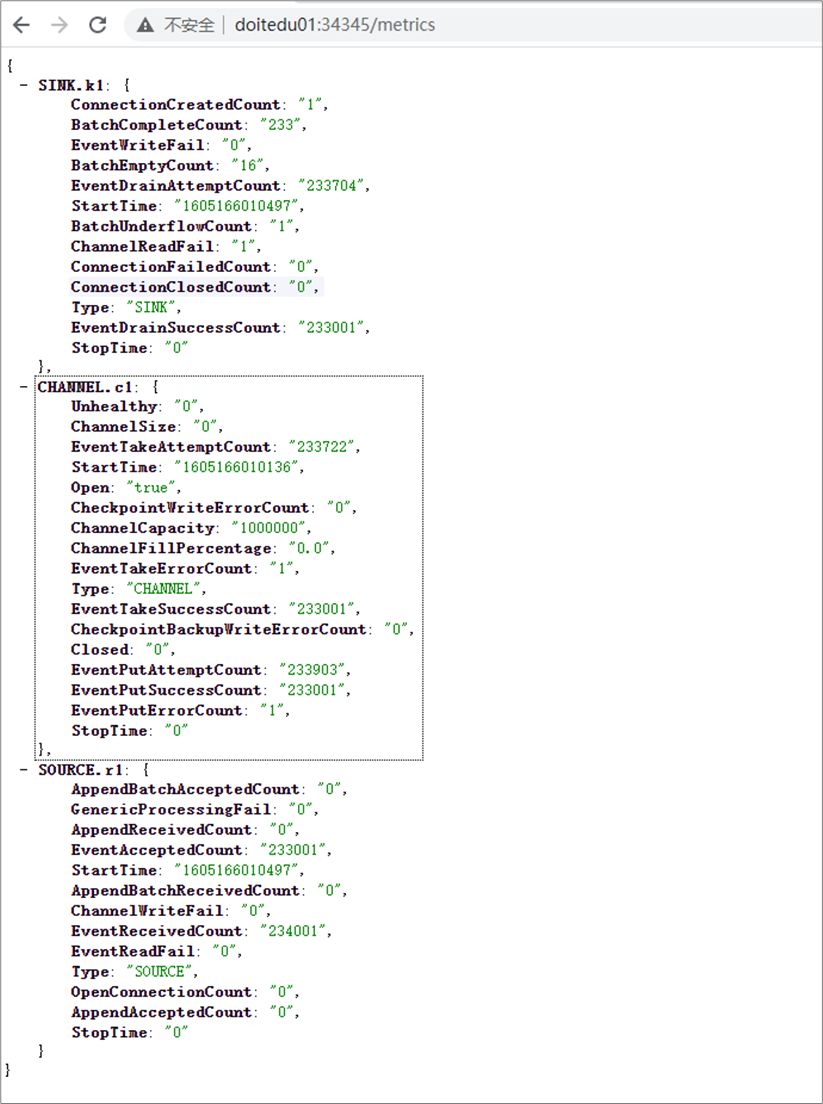 不安全 | doitedu01:34345/metrics
{
− SINK.k1: {
ConnectionCreatedCount: "1",
BatchCompleteCount: "233",
EventWriteFail: "0",
BatchEmptyCount: "16",
EventDrainAttemptCount: "233704",
StartTime: "1605166010497",
BatchUnderflowCount: "1",
ChannelReadFail: "1",
ConnectionFailedCount: "0",
ConnectionClosedCount: "0",
Type: "SINK",
EventDrainSuccessCount: "233001",
StopTime: "0"
},
− CHANNEL.c1: {
Unhealthy: "0",
ChannelSize: "0",
EventTakeAttemptCount: "233722",
StartTime: "1605166010136",
Open: "true",
CheckpointWriteErrorCount: "0",
ChannelCapacity: "1000000",
ChannelFillPercentage: "0.0",
EventTakeErrorCount: "1",
Type: "CHANNEL",
EventTakeSuccessCount: "233001",
CheckpointBackupWriteErrorCount: "0",
Closed: "0",
EventPutAttemptCount: "233903",
EventPutSuccessCount: "233001",
EventPutErrorCount: "1",
StopTime: "0"
},
− SOURCE.r1: {
AppendBatchAcceptedCount: "0",
GenericProcessingFail: "0",
AppendReceivedCount: "0",
EventAcceptedCount: "233001",
StartTime: "1605166010497",
AppendBatchReceivedCount: "0",
ChannelWriteFail: "0",
EventReceivedCount: "234001",
EventReadFail: "0",
Type: "SOURCE",
OpenConnectionCount: "0",
AppendAcceptedCount: "0",
StopTime: "0"
}
}